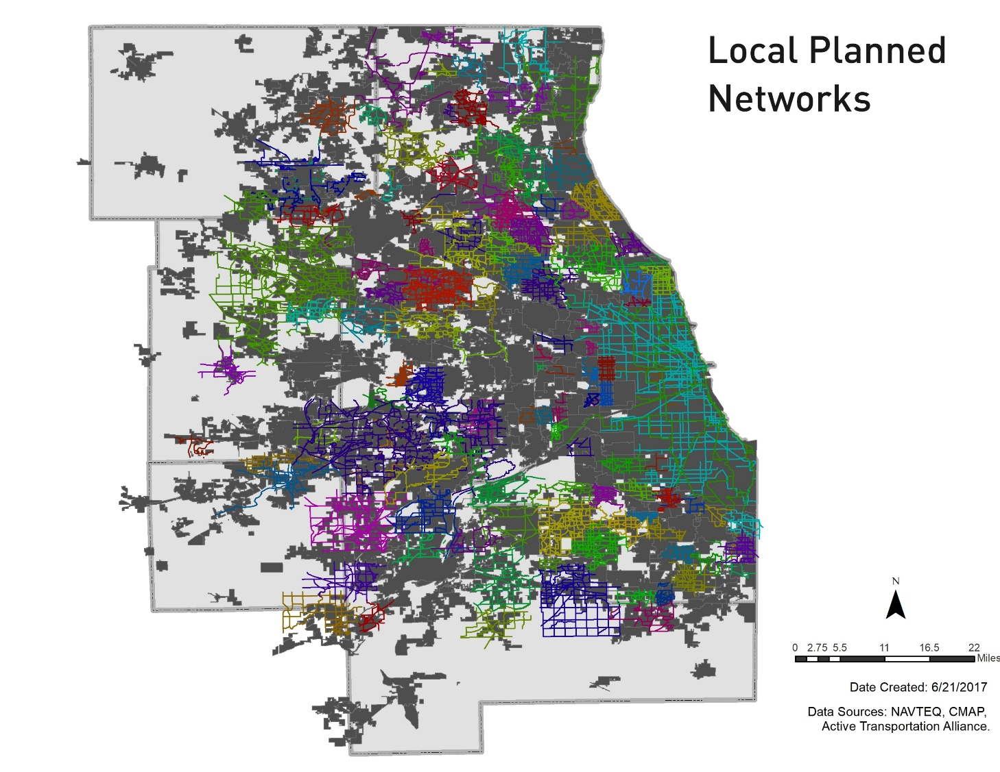 Local Planned
Networks
N
0 2.75 5.5 11 16.5 22
Miles
Date Created: 6/21/2017
Data Sources: NAVTEQ, CMAP,
Active Transportation Alliance.